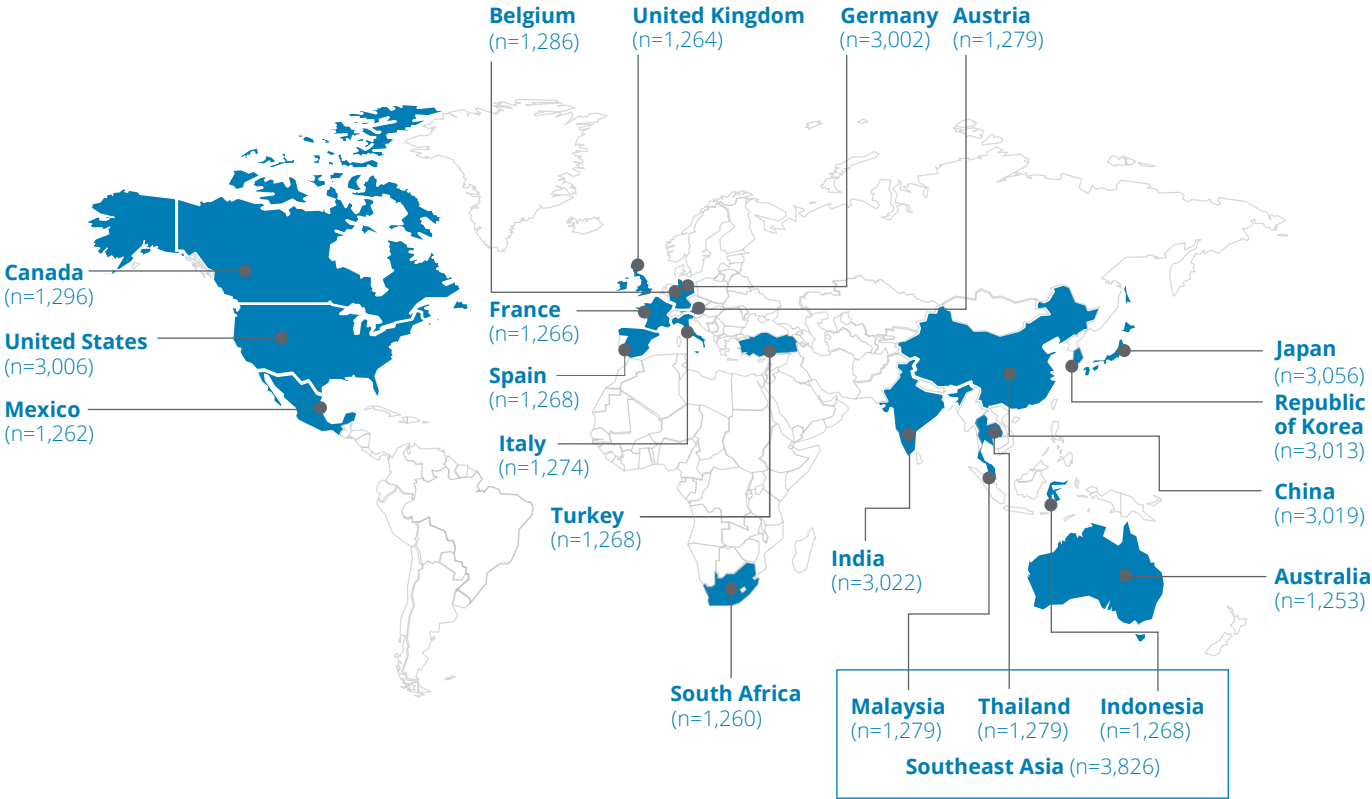 Belgium
(n=1,286)
United Kingdom
(n=1,264)
Germany
(n=3,002)
Austria
(n=1,279)
Canada
(n=1,296)
United States
(n=3,006)
Mexico
(n=1,262)
France
(n=1,266)
Spain
(n=1,268)
Italy
(n=1,274)
Turkey
(n=1,268)
South Africa
(n=1,260)
India
(n=3,022)
Japan
(n=3,056)
Republic
of Korea
(n=3,013)
China
(n=3,019)
Australia
(n=1,253)
Malaysia
(n=1,279)
Thailand
(n=1,279)
Indonesia
(n=1,268)
Southeast Asia (n=3,826)